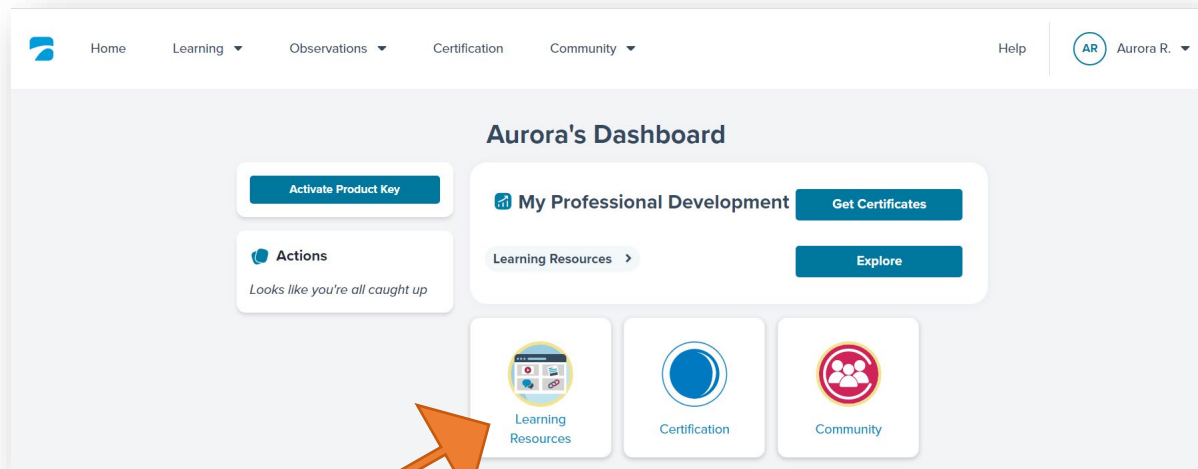 Home Learning Observations Certification Community Help AR Aurora R.
Aurora's Dashboard
Activate Product Key
Actions
Looks like you're all caught up
My Professional Development Get Certificates
Learning Resources > Explore
Learning
Resources
Certification
Community